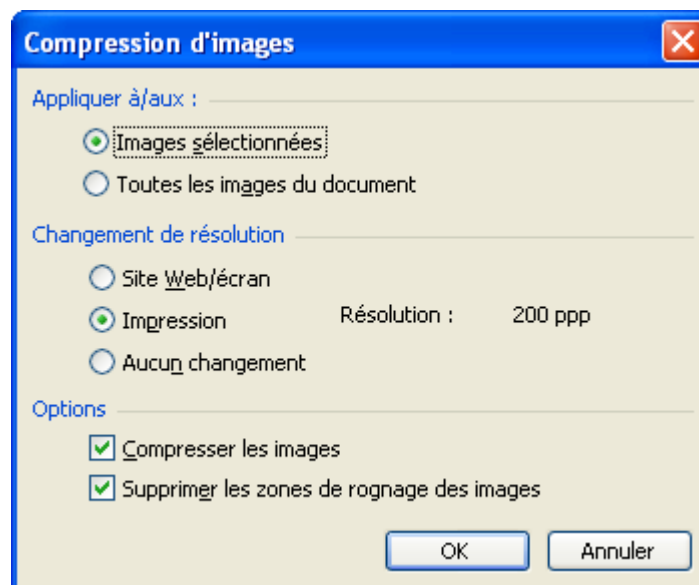 Compression d'images
Appliquer à/aux :
Images sélectionnées
Toutes les images du document
Changement de résolution
Site Web/écran
Impression Résolution : 200 ppp
Aucun changement
Options
Compresser les images
Supprimer les zones de rognage des images
OK Annuler